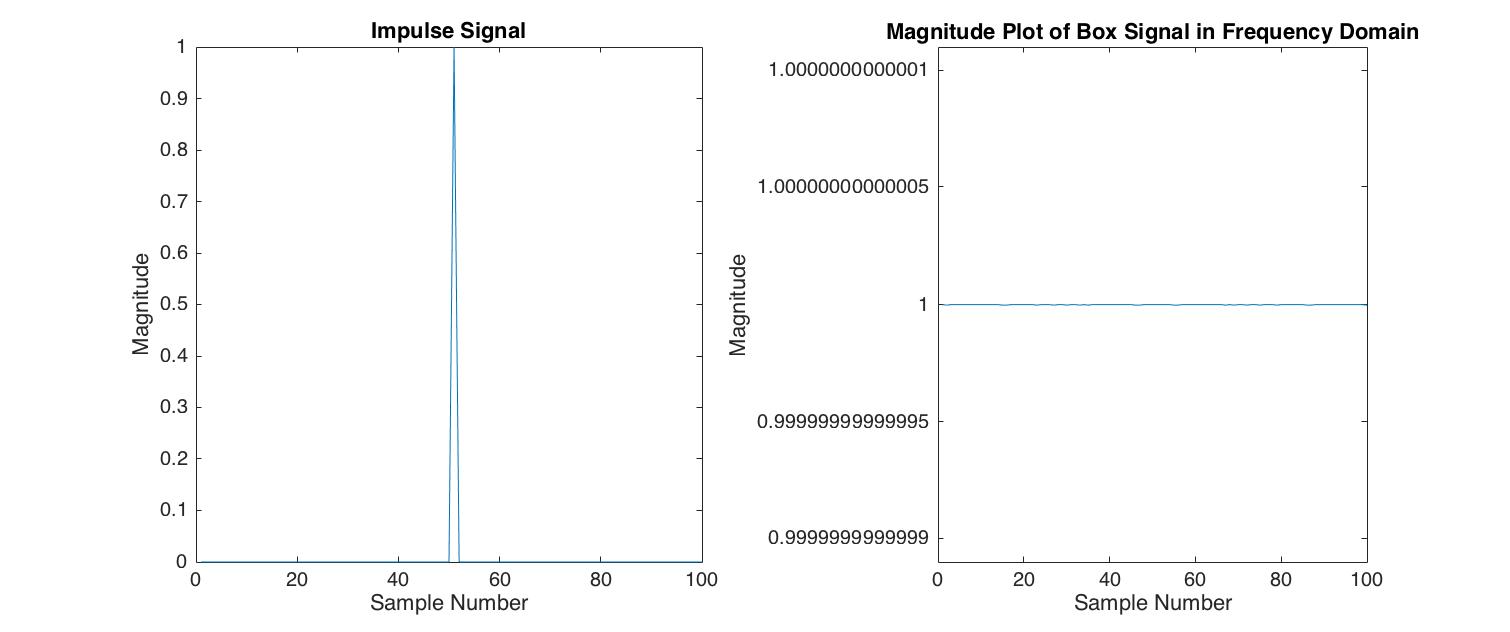 Impulse Signal
1
0.9
0.8
0.7
0.6
0.5
0.4
0.3
0.2
0.1
0
Magnitude
0 20 40 60 80 100
Sample Number
Magnitude Plot of Box Signal in Frequency Domain
1.0000000000001
1.00000000000005
1
0.99999999999995
0.9999999999999
Magnitude
0 20 40 60 80 100
Sample Number